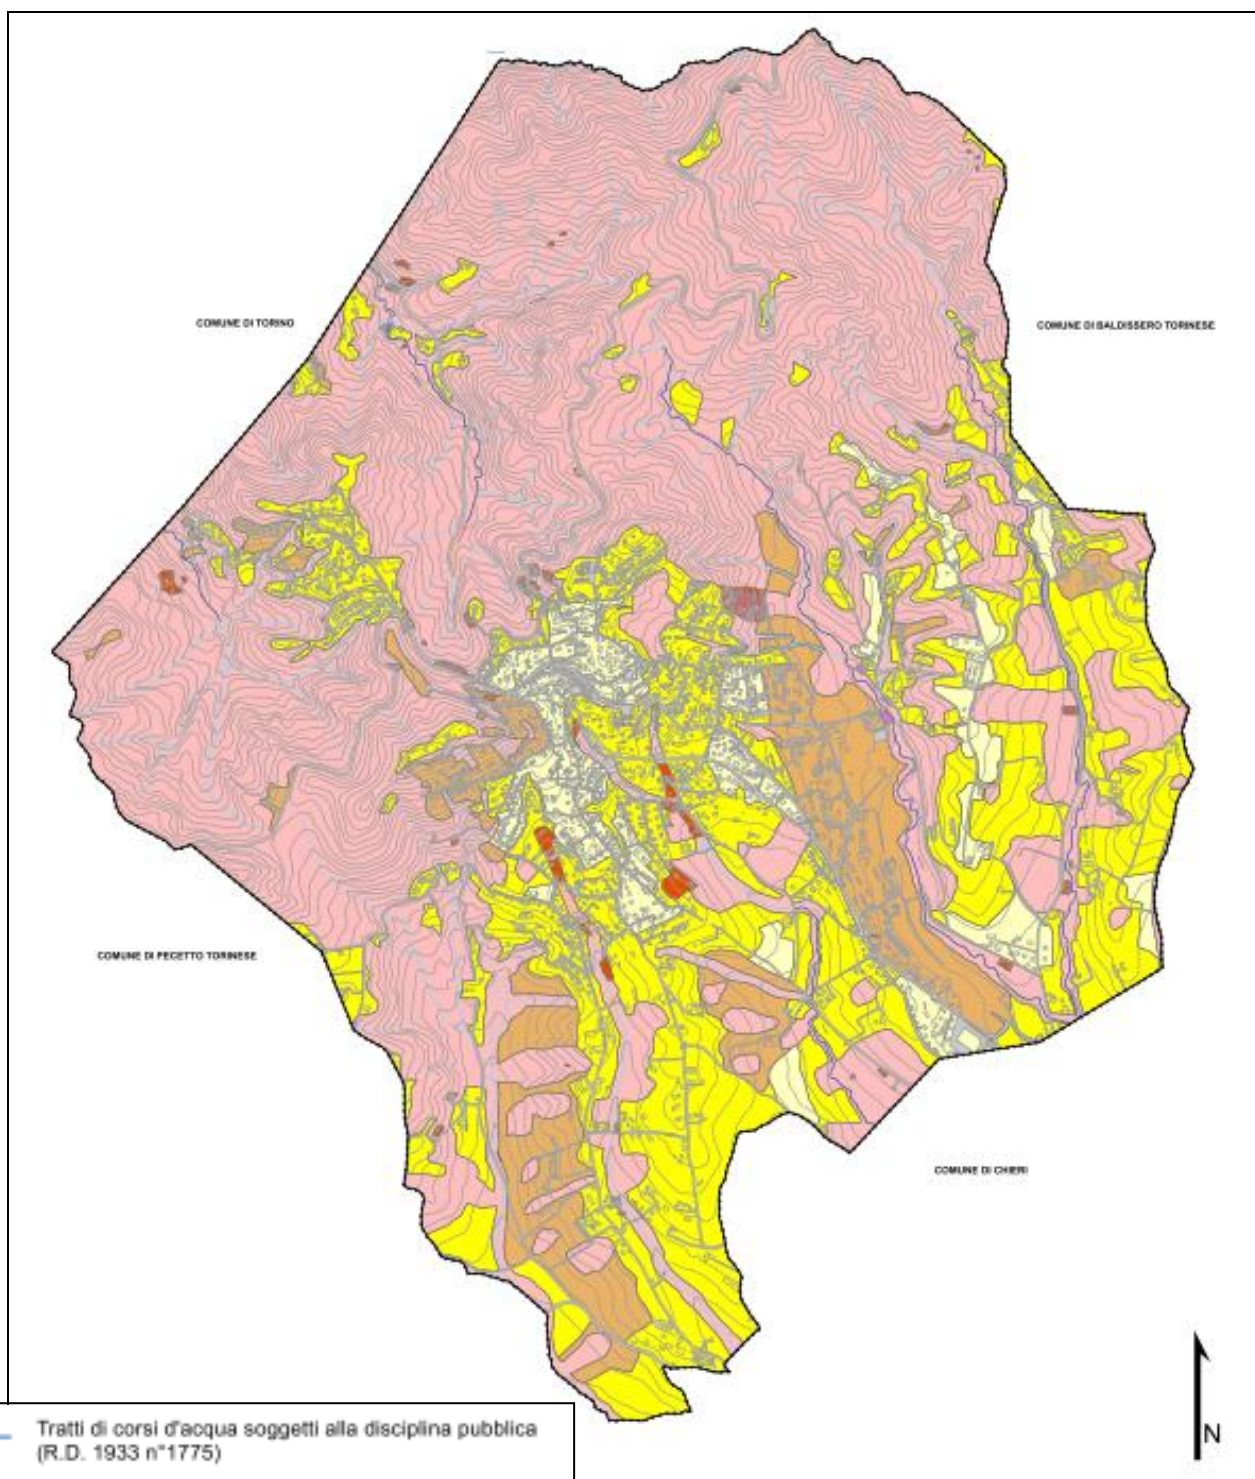 COMUNE DI TORINO
COMUNE DI BALDISSERO TORINESE
COMUNE DI PECETTO TORINESE
COMUNE DI CHIERI
N
Tratti di corsi d'acqua soggetti alla disciplina pubblica
(R.D. 1933 n°1775)